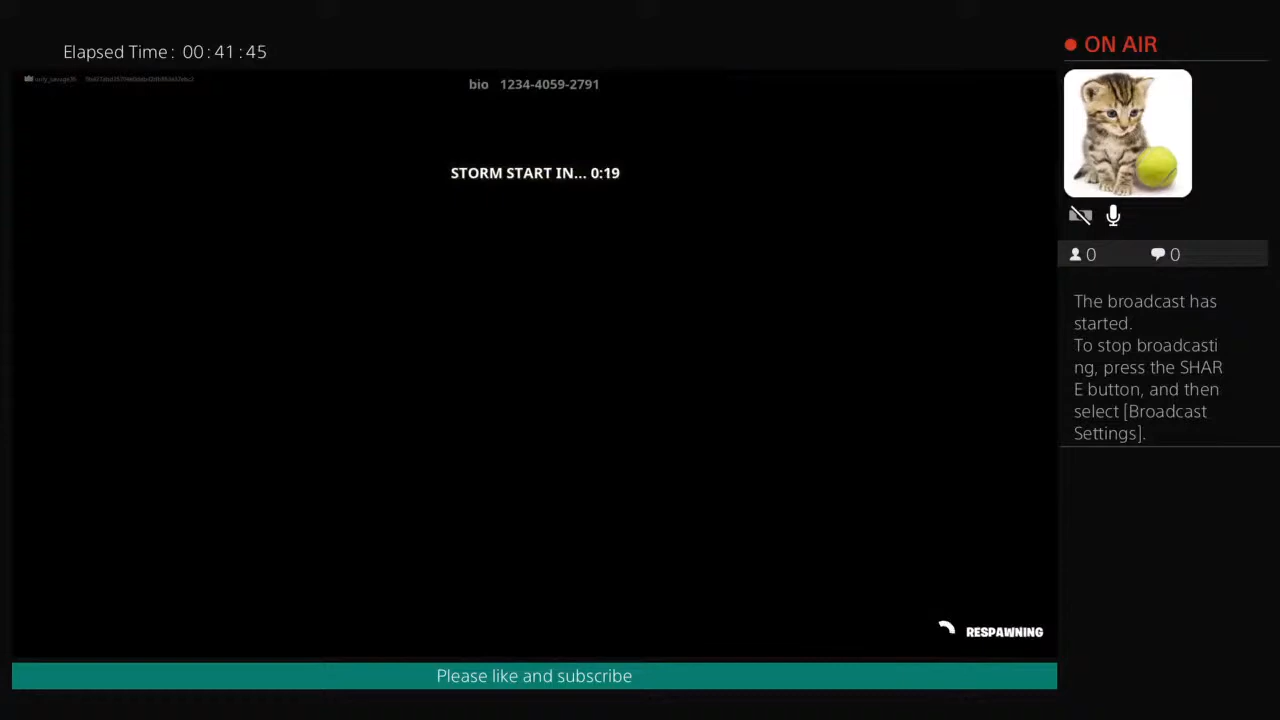 Elapsed Time: 00:41:45
ON AIR
bio 1234-4059-2791
STORM START IN... 0:19
0 0
The broadcast has
started.
To stop broadcasti
ng, press the SHAR
E button, and then
select [Broadcast
Settings].
RESPAWNING
Please like and subscribe